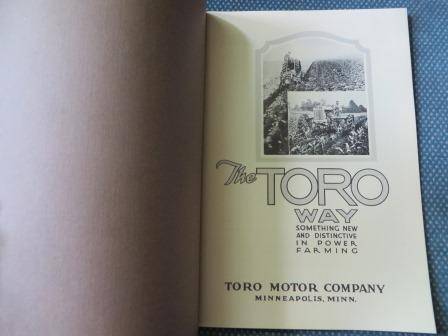 The TORO
WAY
SOMETHING NEW
AND DISTINCTIVE
IN POWER
FARMING
TORO MOTOR COMPANY
MINNEAPOLIS, MINN.